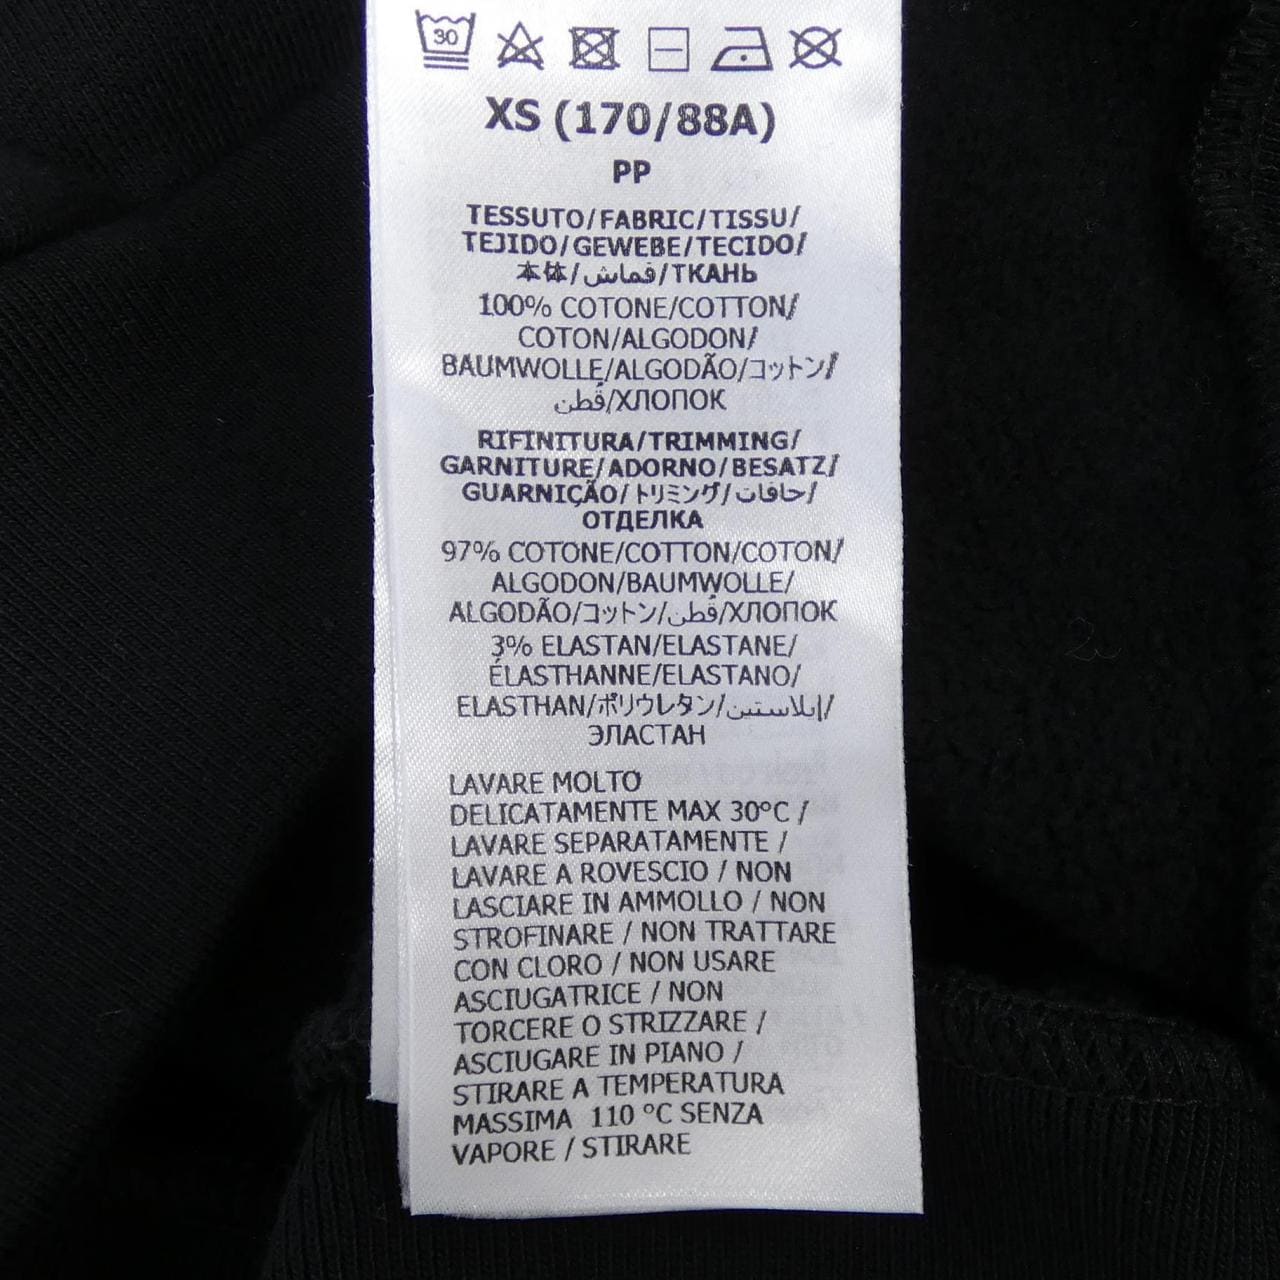 30
XS (170/88A)
PP
TESSUTO/FABRIC/TISSU/
TEJIDO/GEWEBE/TECIDO/
本体/قماش/ТКАНЬ
100% COTONE/COTTON/
COTON/ALGODON/
BAUMWOLLE/ALGODÃO/コットン/
قطن/ХЛОПОК
RIFINITURA/TRIMMING/
GARNITURE/ADORNO/BESATZ/
GUARNIÇÃO/トリミング/حافات/
ОТДЕЛКА
97% COTONE/COTTON/COTON/
ALGODON/BAUMWOLLE/
ALGODÃO/コットン/قطن/ХЛОПОК
3% ELASTAN/ELASTANE/
ÉLASTHANNE/ELASTANO/
ELASTHAN/ポリウレタン/إيلاستين/
ЭЛАСТАН
LAVARE MOLTO
DELICATAMENTE MAX 30°C /
LAVARE SEPARATAMENTE /
LAVARE A ROVESCIO / NON
LASCIARE IN AMMOLLO / NON
STROFINARE / NON TRATTARE
CON CLORO / NON USARE
ASCIUGATRICE / NON
TORCERE O STRIZZARE /
ASCIUGARE IN PIANO /
STIRARE A TEMPERATURA
MASSIMA 110 °C SENZA
VAPORE / STIRARE